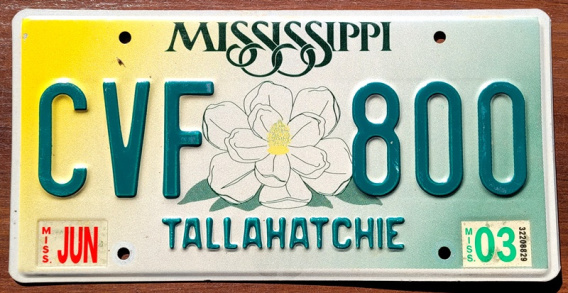 MISSISSIPPI
CVF 800
TALLAHATCHIE
MISS. JUN
MISS. 03 32208829